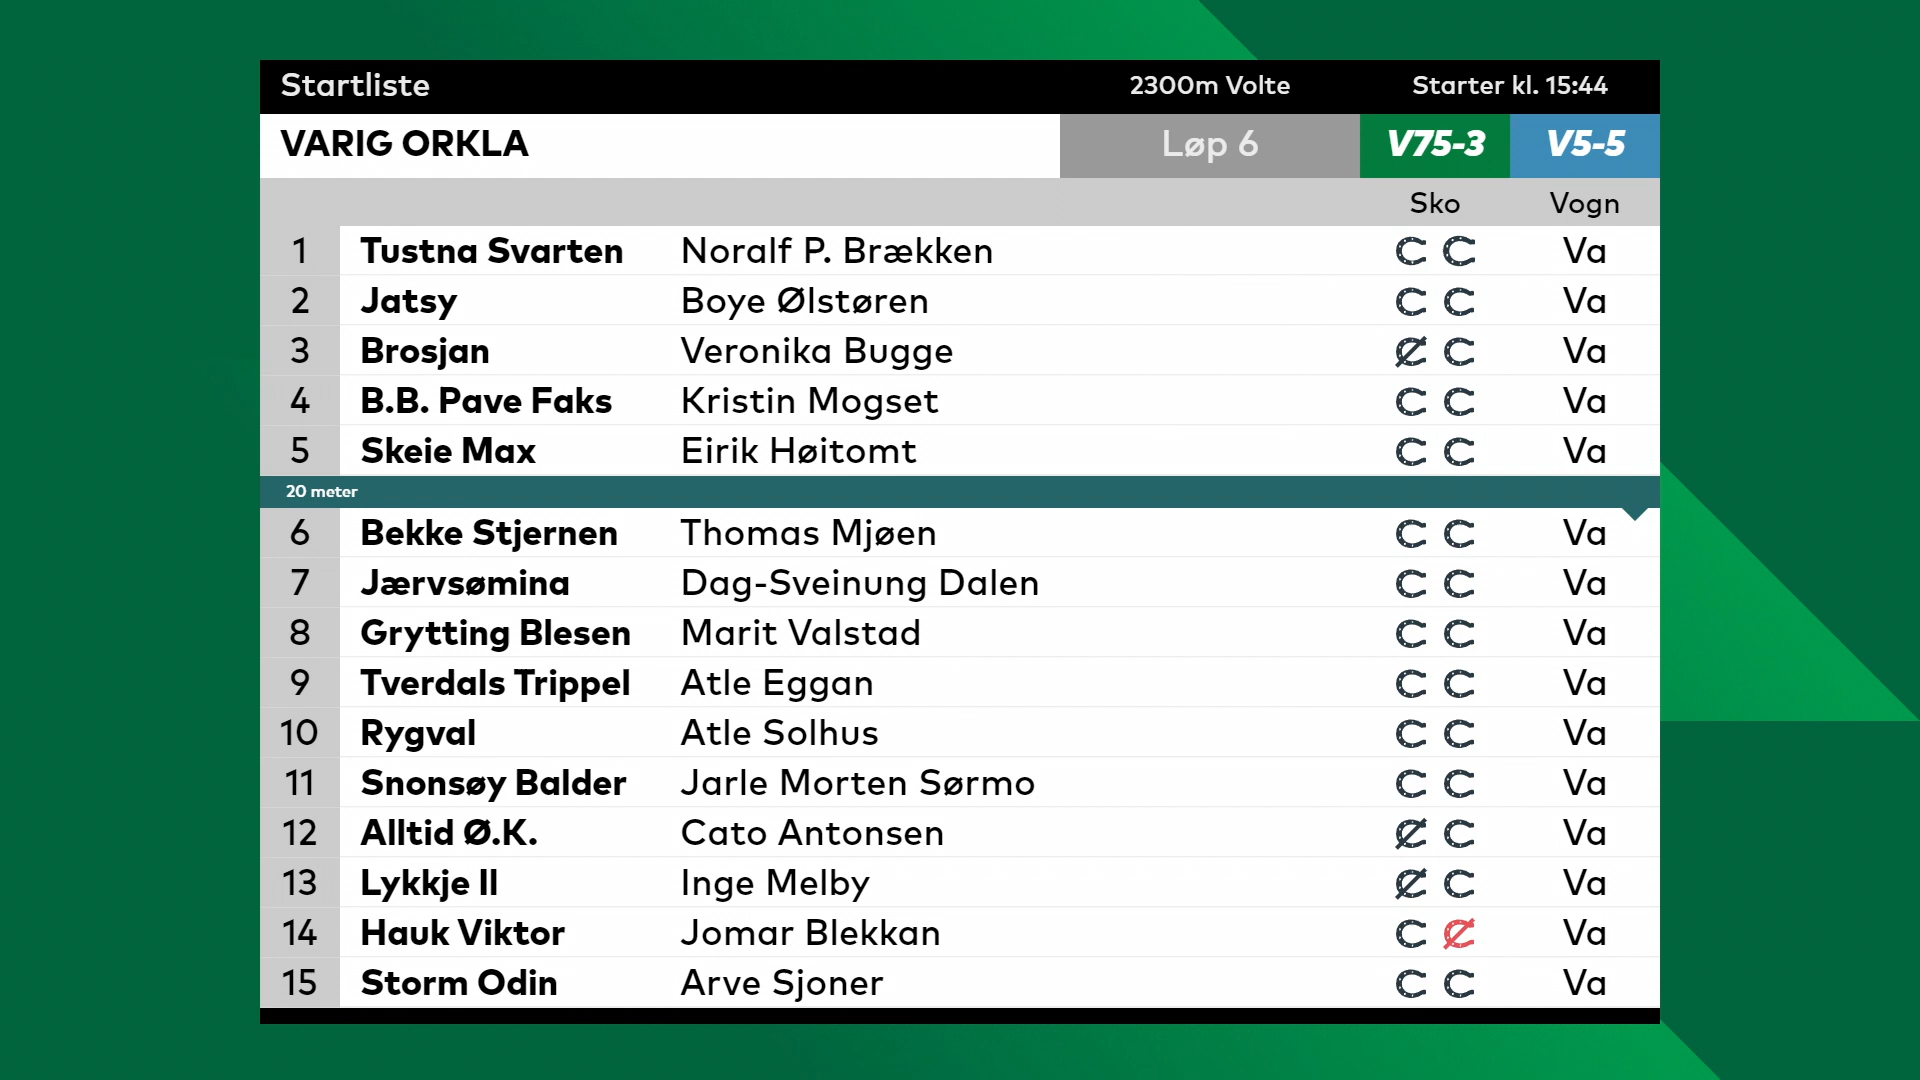 Startliste 2300m Volte Starter kl. 15:44
VARIG ORKLA Løp 6 V75-3 V5-5
Sko Vogn
1 Tustna Svarten Noralf P. Brækken Va
2 Jatsy Boye Ølstøren Va
3 Brosjan Veronika Bugge Va
4 B.B. Pave Faks Kristin Mogset Va
5 Skeie Max Eirik Høitomt Va
20 meter
6 Bekke Stjernen Thomas Mjøen Va
7 Jærvsømina Dag-Sveinung Dalen Va
8 Grytting Blesen Marit Valstad Va
9 Tverdals Trippel Atle Eggan Va
10 Rygval Atle Solhus Va
11 Snonsøy Balder Jarle Morten Sørmo Va
12 Alltid Ø.K. Cato Antonsen Va
13 Lykkje II Inge Melby Va
14 Hauk Viktor Jomar Blekkan Va
15 Storm Odin Arve Sjoner Va